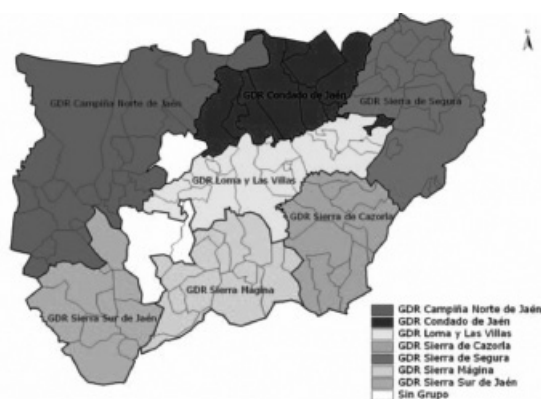 N
GDR Campiña Norte de Jaén
GDR Condado de Jaén
GDR Sierra de Segura
GDR Loma y Las Villas
GDR Sierra de Cazorla
GDR Sierra Mágina
GDR Sierra Sur de Jaén
GDR Campiña Norte de Jaén
GDR Condado de Jaén
GDR Loma y Las Villas
GDR Sierra de Cazorla
GDR Sierra de Segura
GDR Sierra Mágina
GDR Sierra Sur de Jaén
Sin Grupo